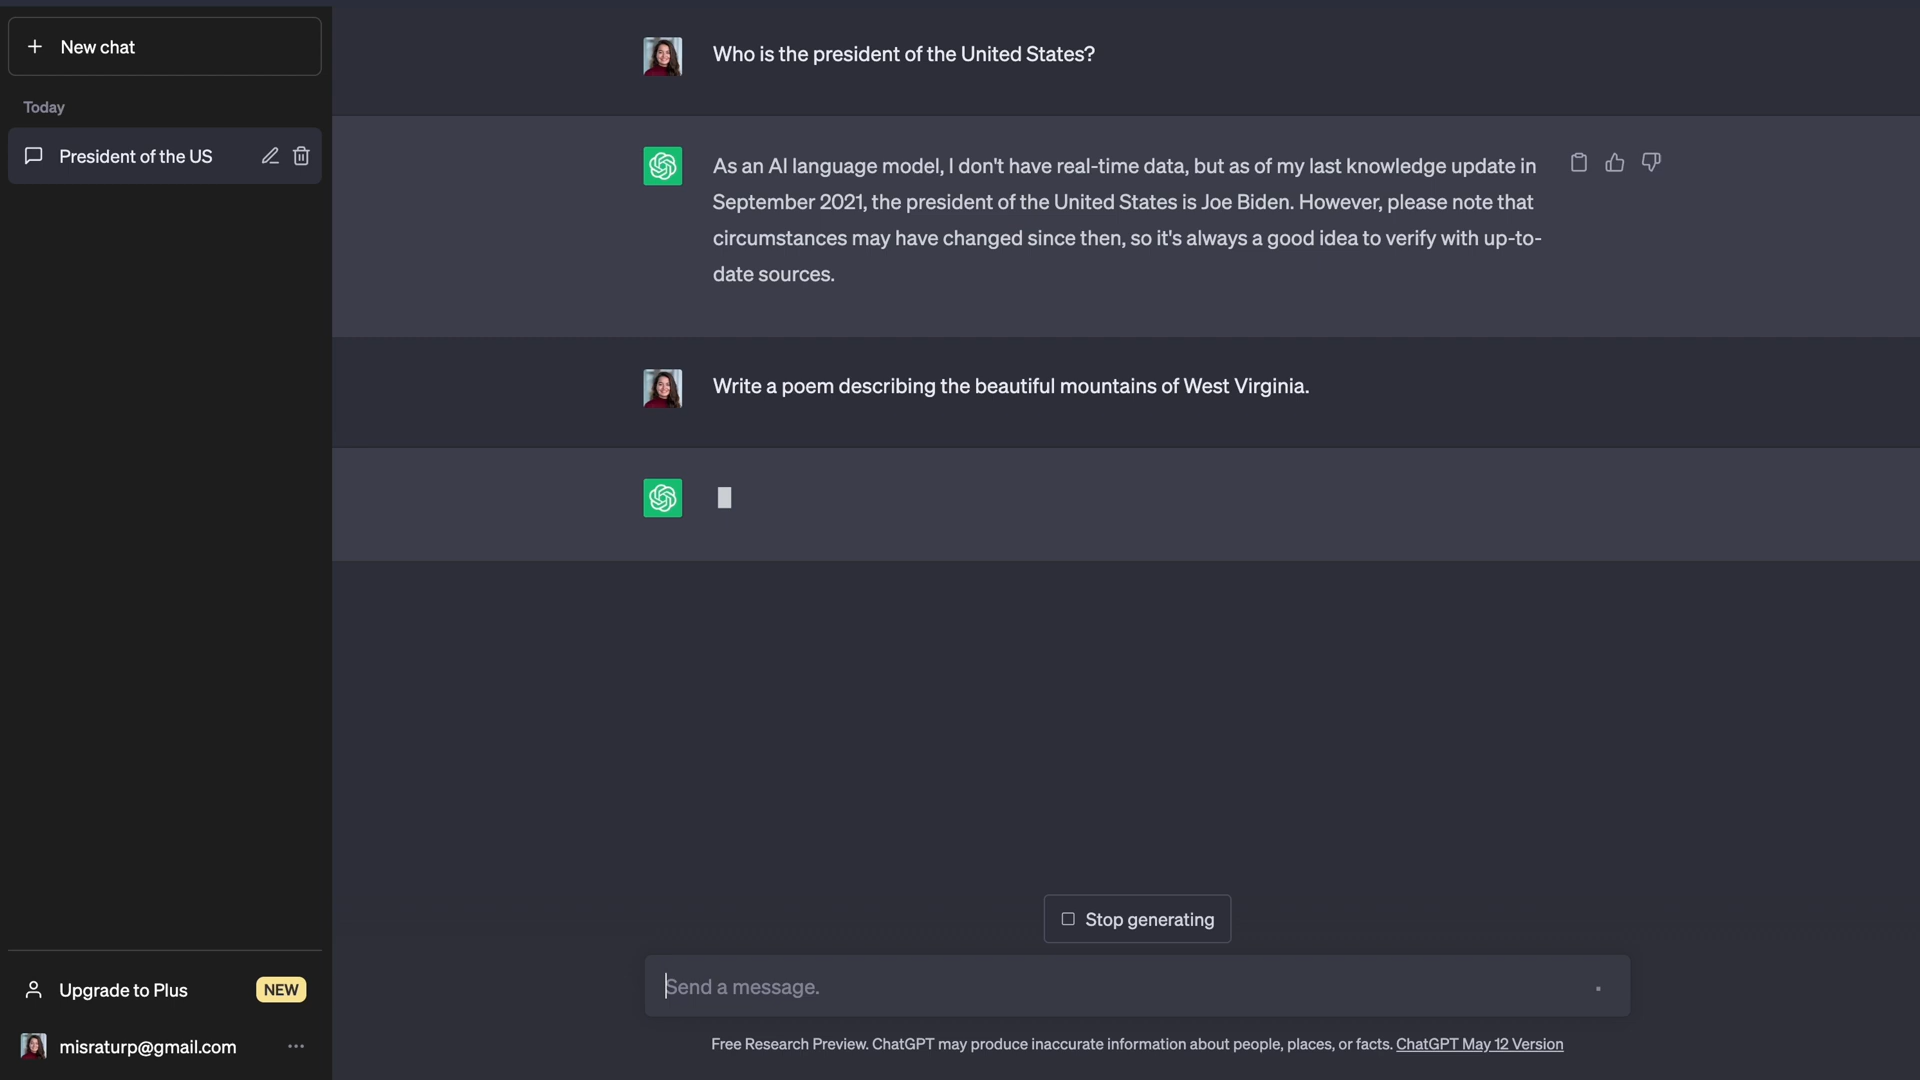 New chat
Today
President of the US
Upgrade to Plus NEW
misraturp@gmail.com
Who is the president of the United States?
As an AI language model, I don't have real-time data, but as of my last knowledge update in
September 2021, the president of the United States is Joe Biden. However, please note that
circumstances may have changed since then, so it's always a good idea to verify with up-to-
date sources.
Write a poem describing the beautiful mountains of West Virginia.
Stop generating
Send a message.
Free Research Preview. ChatGPT may produce inaccurate information about people, places, or facts. ChatGPT May 12 Version